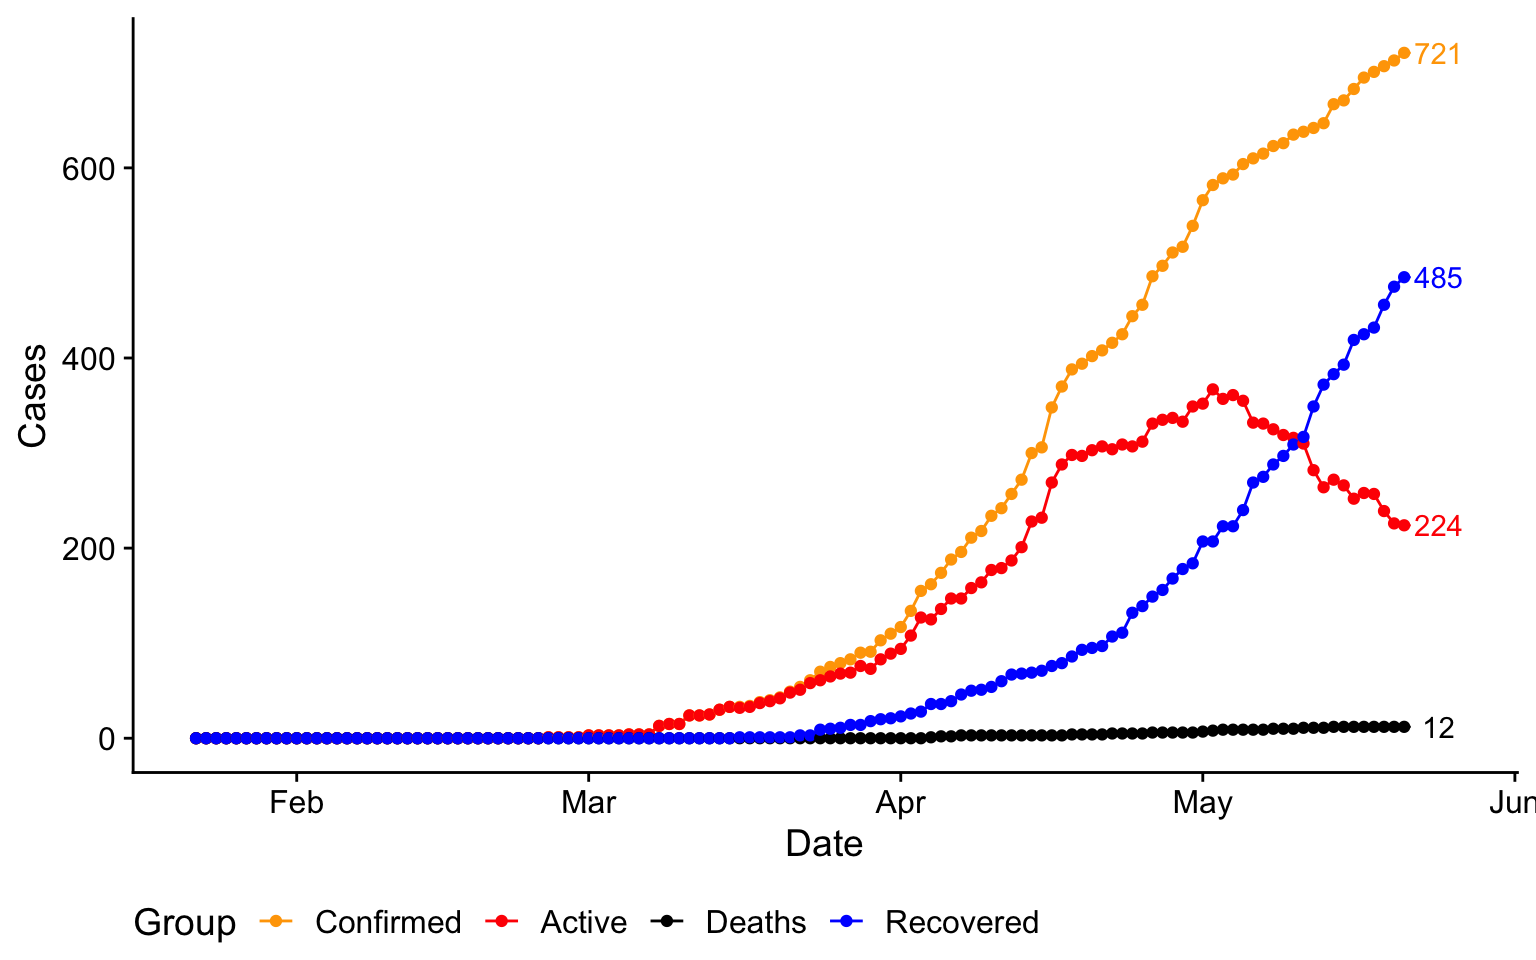 721
600
485
400
Cases
224
200
12
0
Feb Mar Apr May Jun
Date
Group Confirmed Active Deaths Recovered